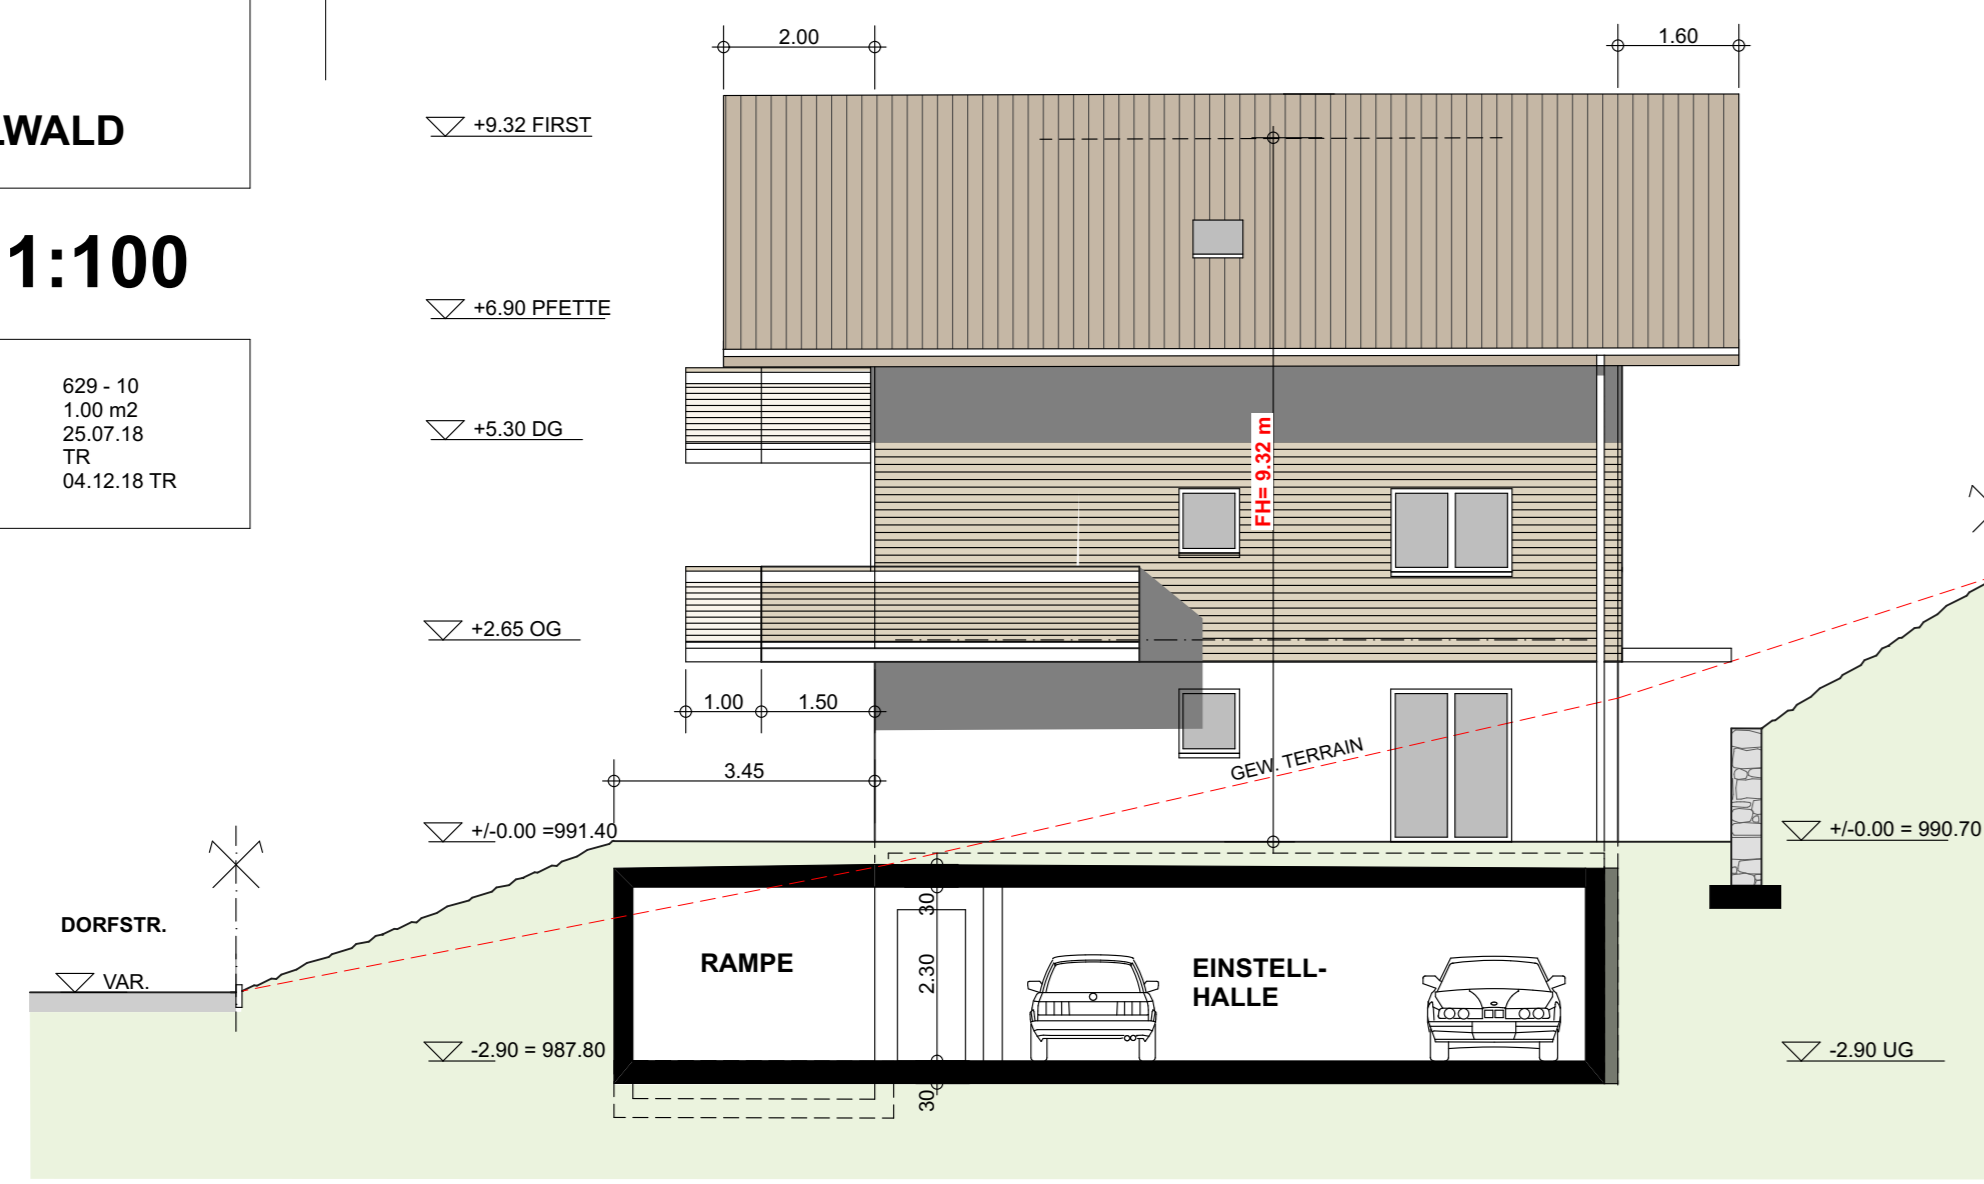 2.00
1.60
+9.32 FIRST
WALD
1:100
+6.90 PFETTE
629 - 10
1.00 m2
25.07.18
TR
04.12.18 TR
+5.30 DG
FH= 9.32 m
+2.65 OG
1.00
1.50
GEW. TERRAIN
3.45
+/-0.00 =991.40
+/-0.00 = 990.70
DORFSTR.
VAR.
30
RAMPE
2.30
EINSTELL-
HALLE
-2.90 = 987.80
-2.90 UG
30